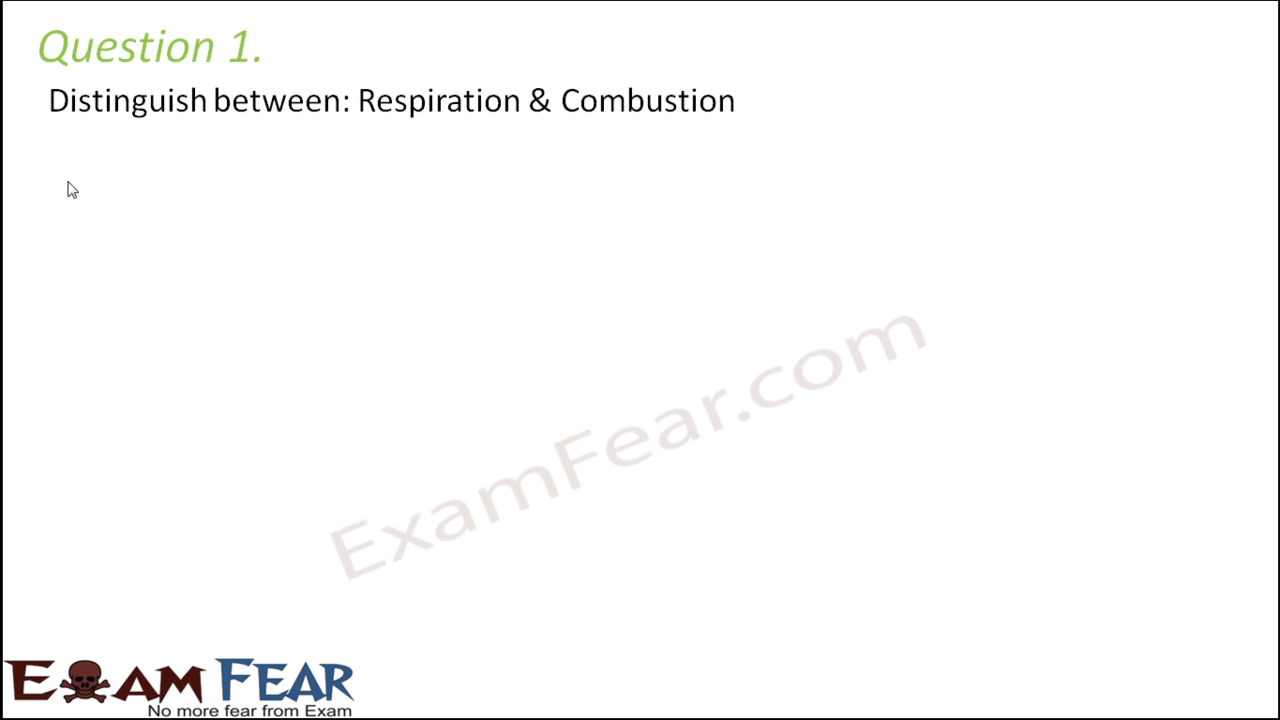 Question 1.
Distinguish between: Respiration & Combustion
ExamFear.com
EXAM FEAR
No more fear from Exam